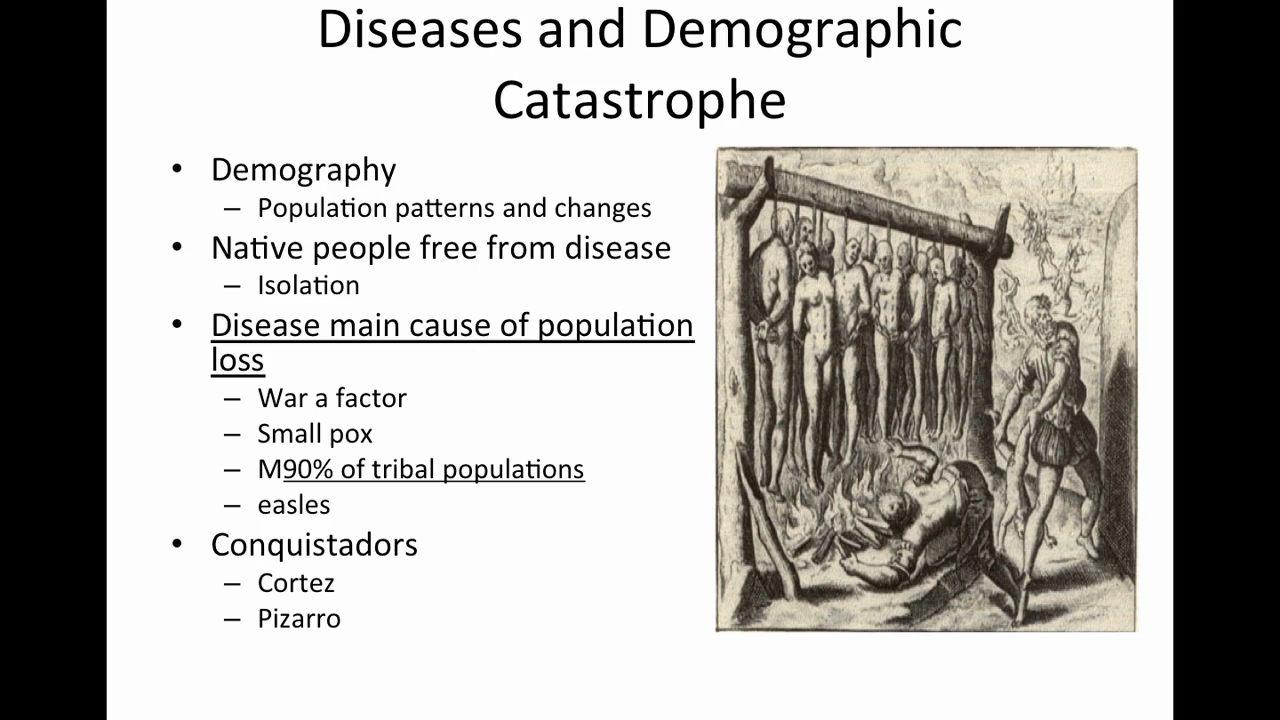 Diseases and Demographic
Catastrophe
• Demography
– Population patterns and changes
• Native people free from disease
– Isolation
• Disease main cause of population
loss
– War a factor
– Small pox
– M90% of tribal populations
– easles
• Conquistadors
– Cortez
– Pizarro